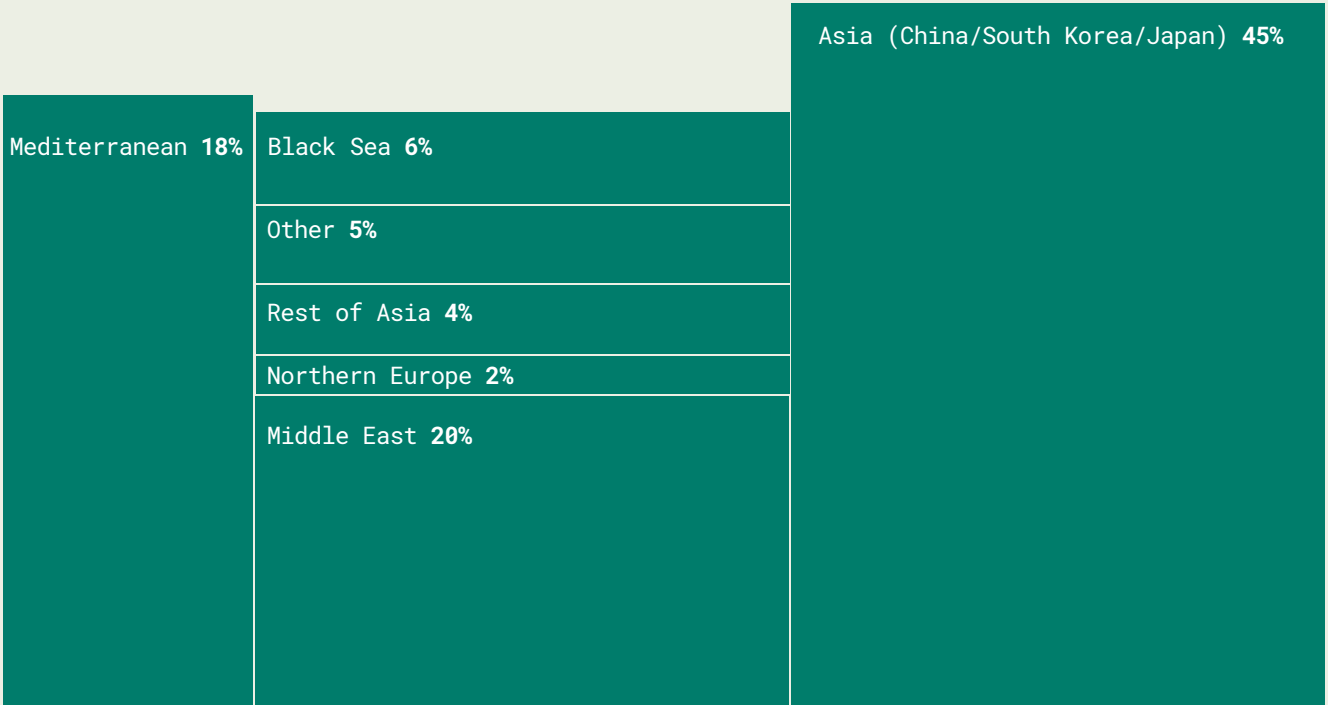 Asia (China/South Korea/Japan) 45%
Mediterranean 18%
Black Sea 6%
Other 5%
Rest of Asia 4%
Northern Europe 2%
Middle East 20%